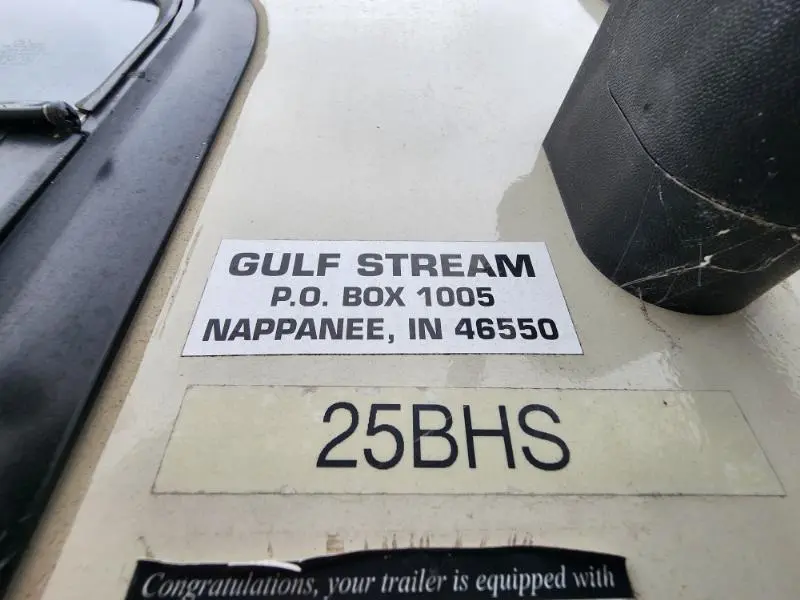 GULF STREAM
P.O. BOX 1005
NAPPANEE, IN 46550
25BHS
Congratulations, your trailer is equipped with